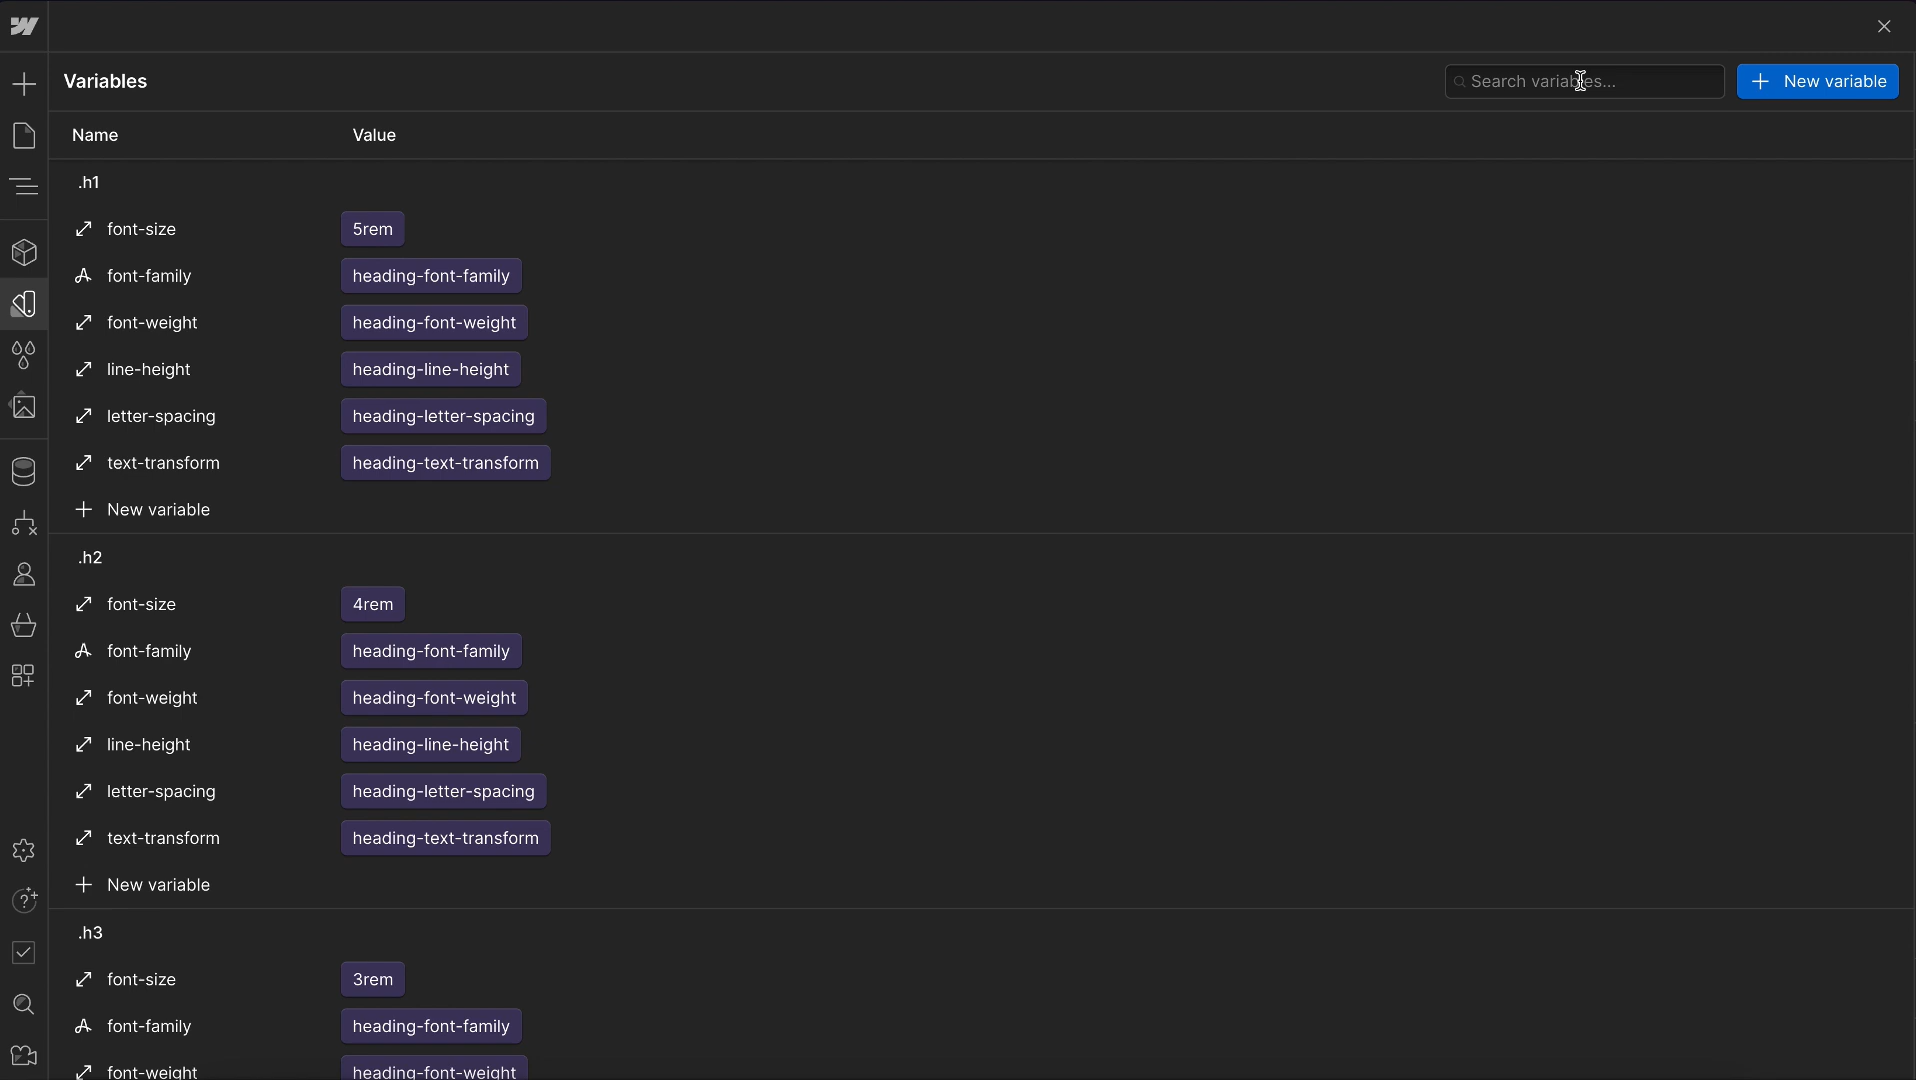 Variables
Search variables...
New variable
Name Value
.h1
font-size 5rem
font-family heading-font-family
font-weight heading-font-weight
line-height heading-line-height
letter-spacing heading-letter-spacing
text-transform heading-text-transform
New variable
.h2
font-size 4rem
font-family heading-font-family
font-weight heading-font-weight
line-height heading-line-height
letter-spacing heading-letter-spacing
text-transform heading-text-transform
New variable
.h3
font-size 3rem
font-family heading-font-family
font-weight heading-font-weight